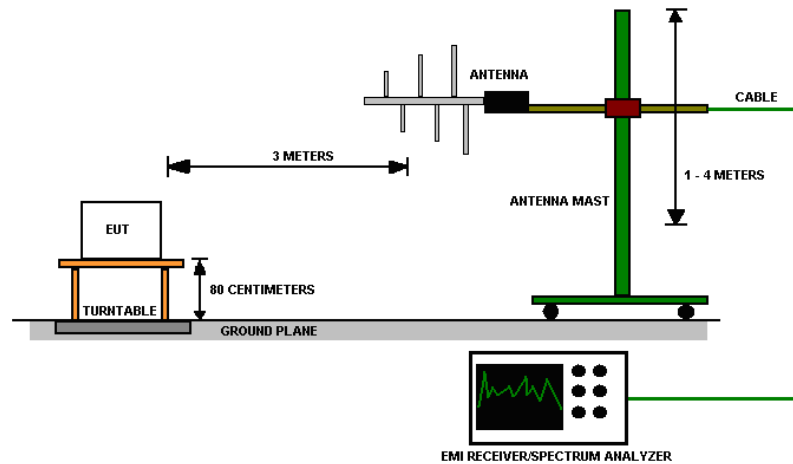 ANTENNA
CABLE
3 METERS
1 - 4 METERS
ANTENNA MAST
EUT
80 CENTIMETERS
TURNTABLE
GROUND PLANE
EMI RECEIVER/SPECTRUM ANALYZER